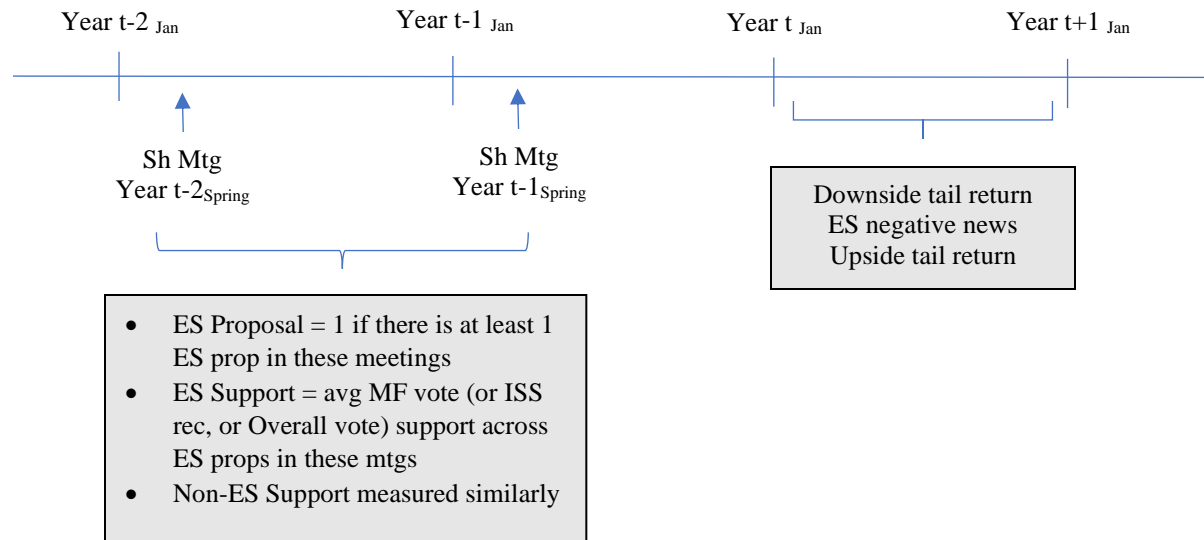 Year t-2 Jan
Year t-1 Jan
Year t Jan
Year t+1 Jan
Sh Mtg
Year t-2Spring
Sh Mtg
Year t-1Spring
Downside tail return
ES negative news
Upside tail return
• ES Proposal = 1 if there is at least 1
ES prop in these meetings
• ES Support = avg MF vote (or ISS
rec, or Overall vote) support across
ES props in these mtgs
• Non-ES Support measured similarly